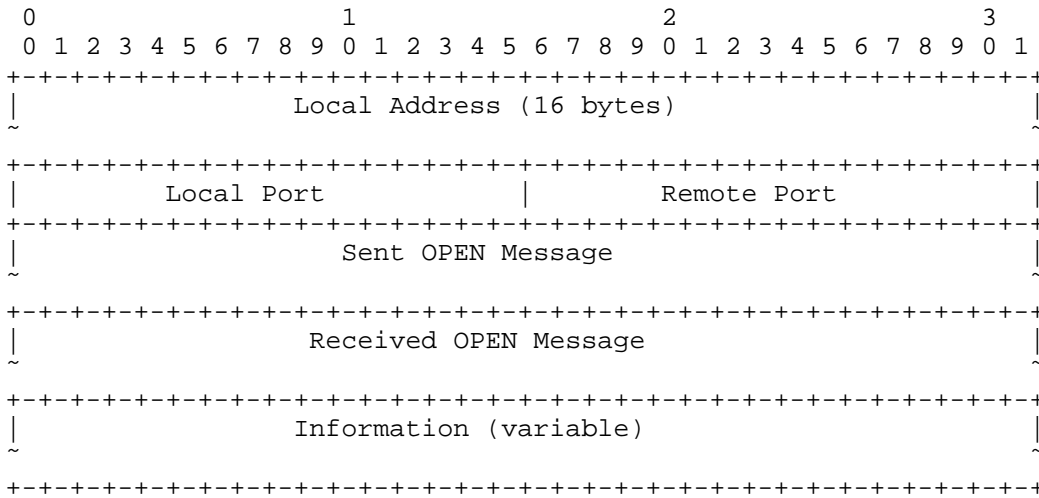 0                   1                   2                   3
 0 1 2 3 4 5 6 7 8 9 0 1 2 3 4 5 6 7 8 9 0 1 2 3 4 5 6 7 8 9 0 1
+-+-+-+-+-+-+-+-+-+-+-+-+-+-+-+-+-+-+-+-+-+-+-+-+-+-+-+-+-+-+-+-+
|                 Local Address (16 bytes)                      |
~                                                               ~
+-+-+-+-+-+-+-+-+-+-+-+-+-+-+-+-+-+-+-+-+-+-+-+-+-+-+-+-+-+-+-+-+
|         Local Port            |        Remote Port            |
+-+-+-+-+-+-+-+-+-+-+-+-+-+-+-+-+-+-+-+-+-+-+-+-+-+-+-+-+-+-+-+-+
|                    Sent OPEN Message                          |
~                                                               ~
+-+-+-+-+-+-+-+-+-+-+-+-+-+-+-+-+-+-+-+-+-+-+-+-+-+-+-+-+-+-+-+-+
|                  Received OPEN Message                        |
~                                                               ~
+-+-+-+-+-+-+-+-+-+-+-+-+-+-+-+-+-+-+-+-+-+-+-+-+-+-+-+-+-+-+-+-+
|                 Information (variable)                        |
~                                                               ~
+-+-+-+-+-+-+-+-+-+-+-+-+-+-+-+-+-+-+-+-+-+-+-+-+-+-+-+-+-+-+-+-+